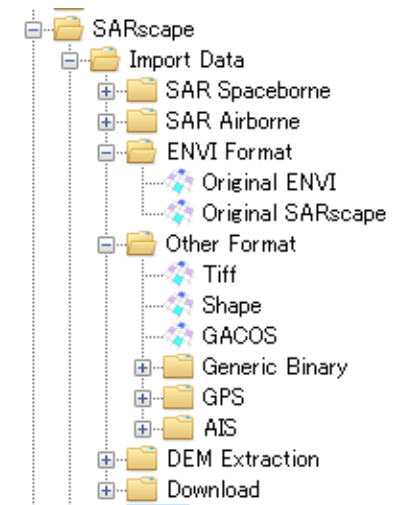 SARscape
Import Data
SAR Spaceborne
SAR Airborne
ENVI Format
Original ENVI
Original SARscape
Other Format
Tiff
Shape
GACOS
Generic Binary
GPS
AIS
DEM Extraction
Download